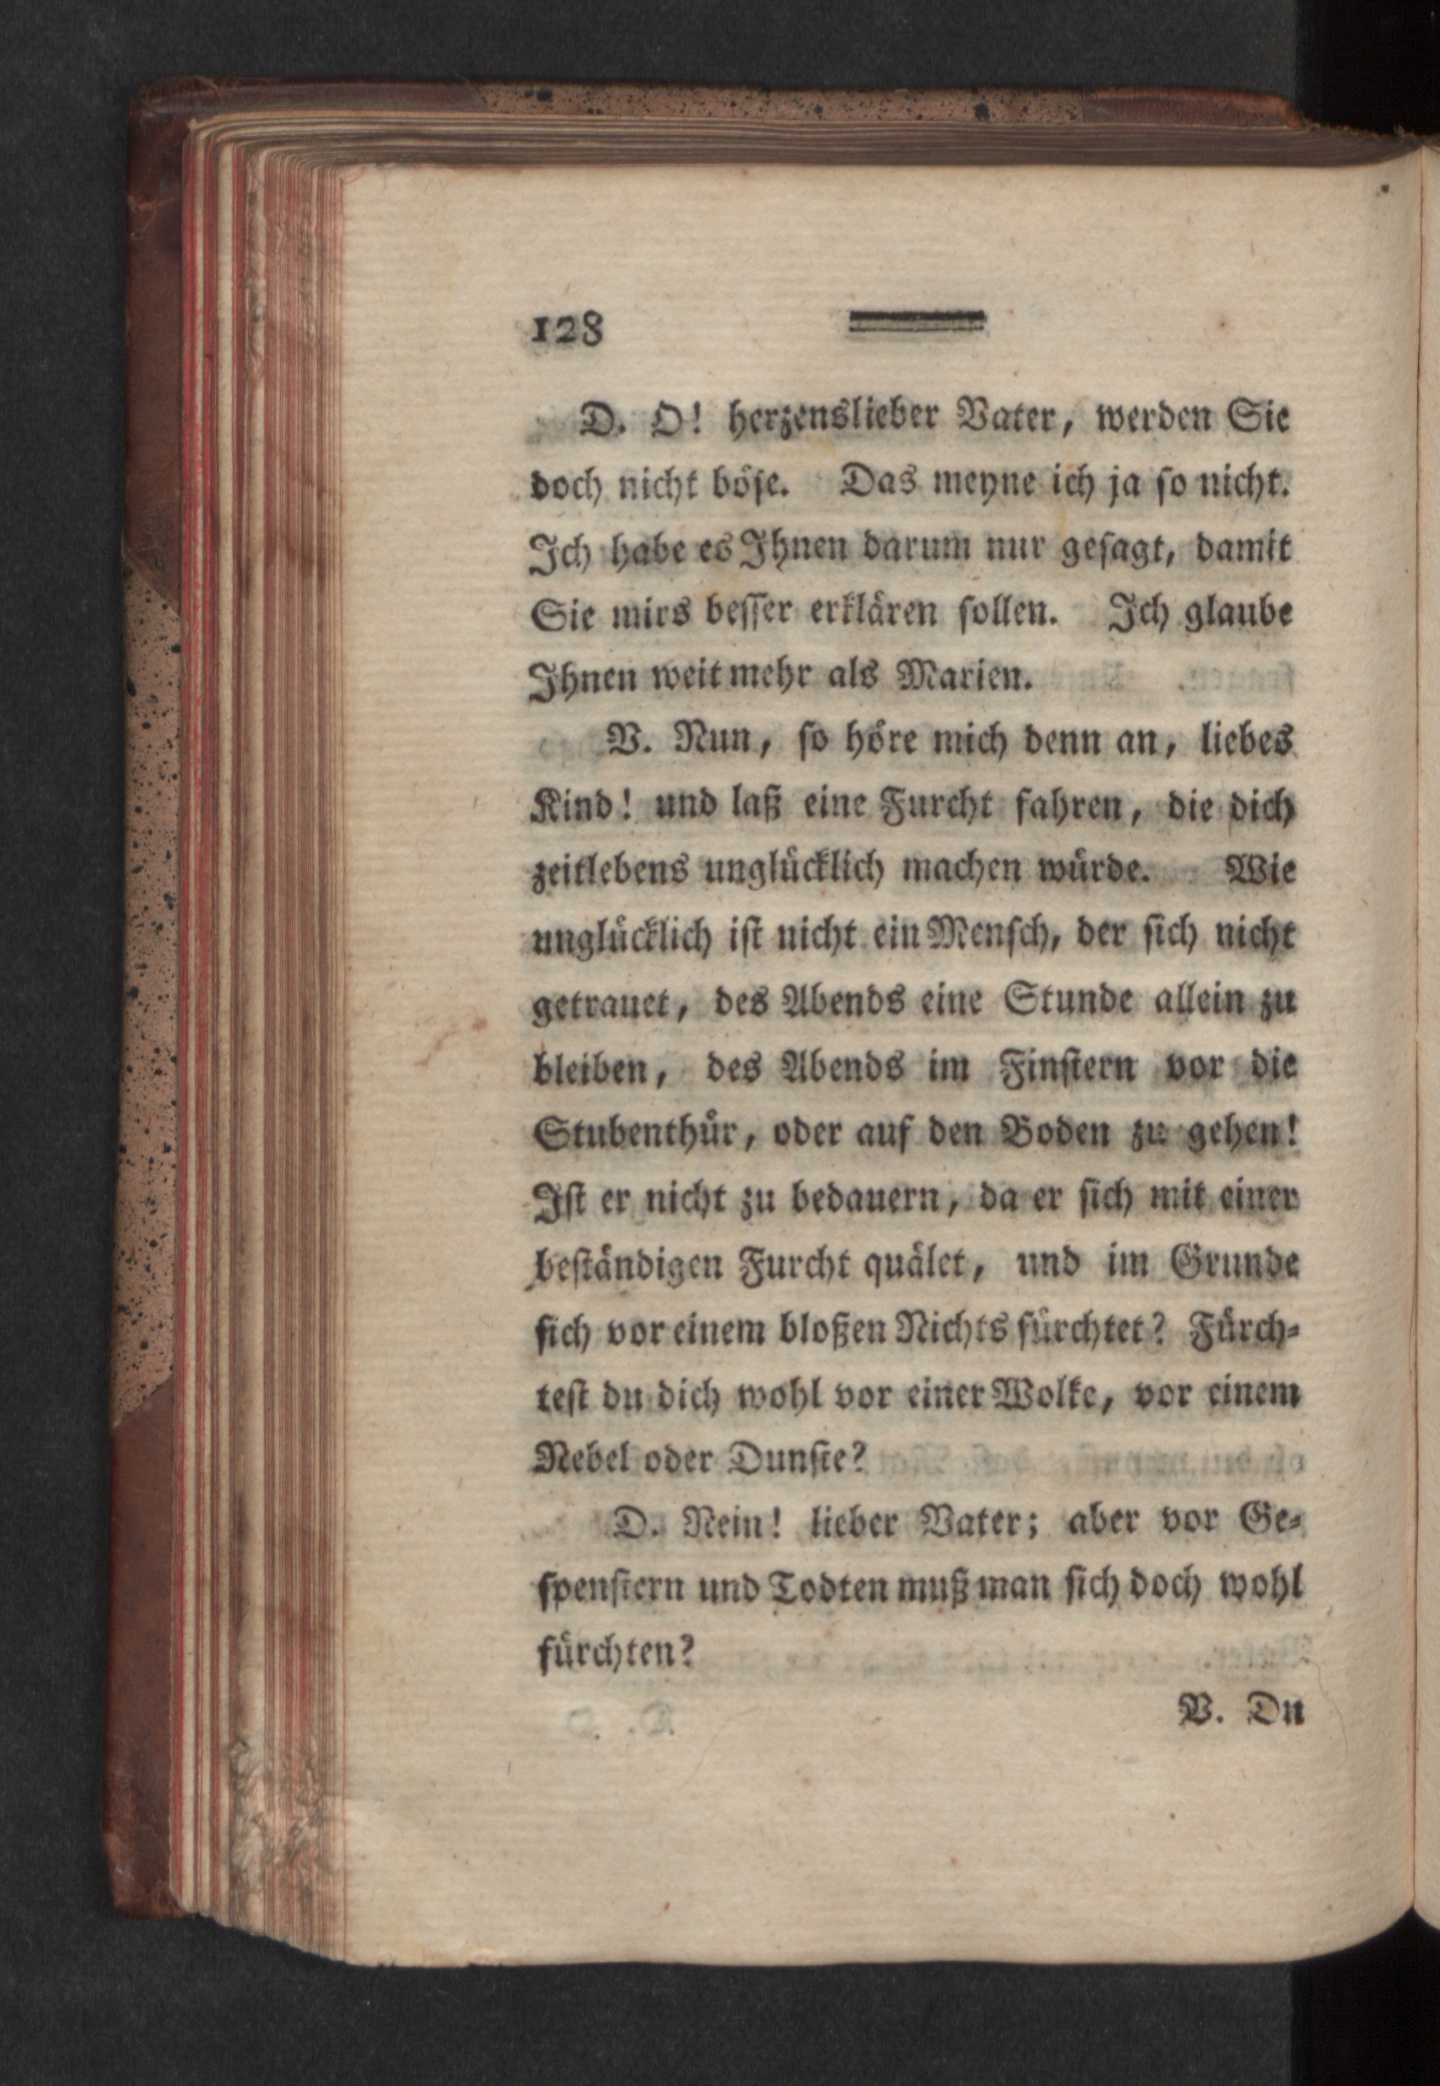 128
D. O! herzenslieber Vater, werden Sie
doch nicht böse. Das meyne ich ja so nicht.
Ich habe es Ihnen darum nur gesagt, damit
Sie mirs besser erklären sollen. Ich glaube
Ihnen weit mehr als Marien.
V. Nun, so höre mich denn an, liebes
Kind! und laß eine Furcht fahren, die dich
zeitlebens unglücklich machen würde. Wie
unglücklich ist nicht ein Mensch, der sich nicht
getrauet, des Abends eine Stunde allein zu
bleiben, des Abends im Finstern vor die
Stubenthür, oder auf den Boden zu gehen!
Ist er nicht zu bedauern, da er sich mit einer
beständigen Furcht quälet, und im Grunde
sich vor einem bloßen Nichts fürchtet? Fürch-
test du dich wohl vor einer Wolke, vor einem
Nebel oder Dunste?
D. Nein! lieber Vater; aber vor Ge-
spenstern und Todten muß man sich doch wohl
fürchten?
V. Du